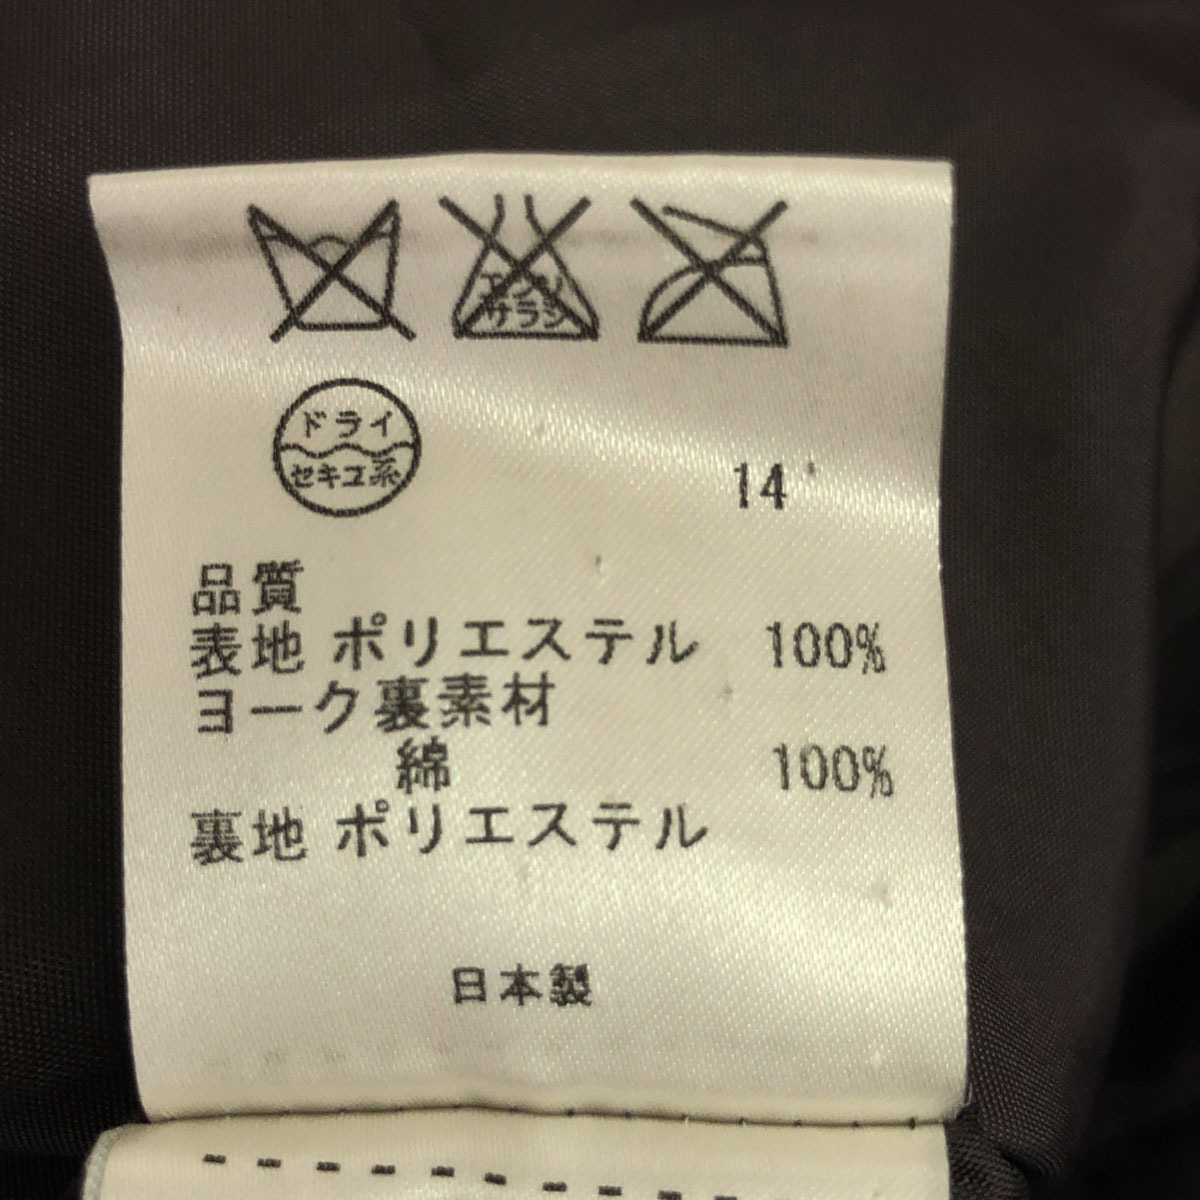 エンソ
サラシ
ドライ
セキユ系
14
品質
表地 ポリエステル 100%
ヨーク裏素材
綿 100%
裏地 ポリエステル
日本製